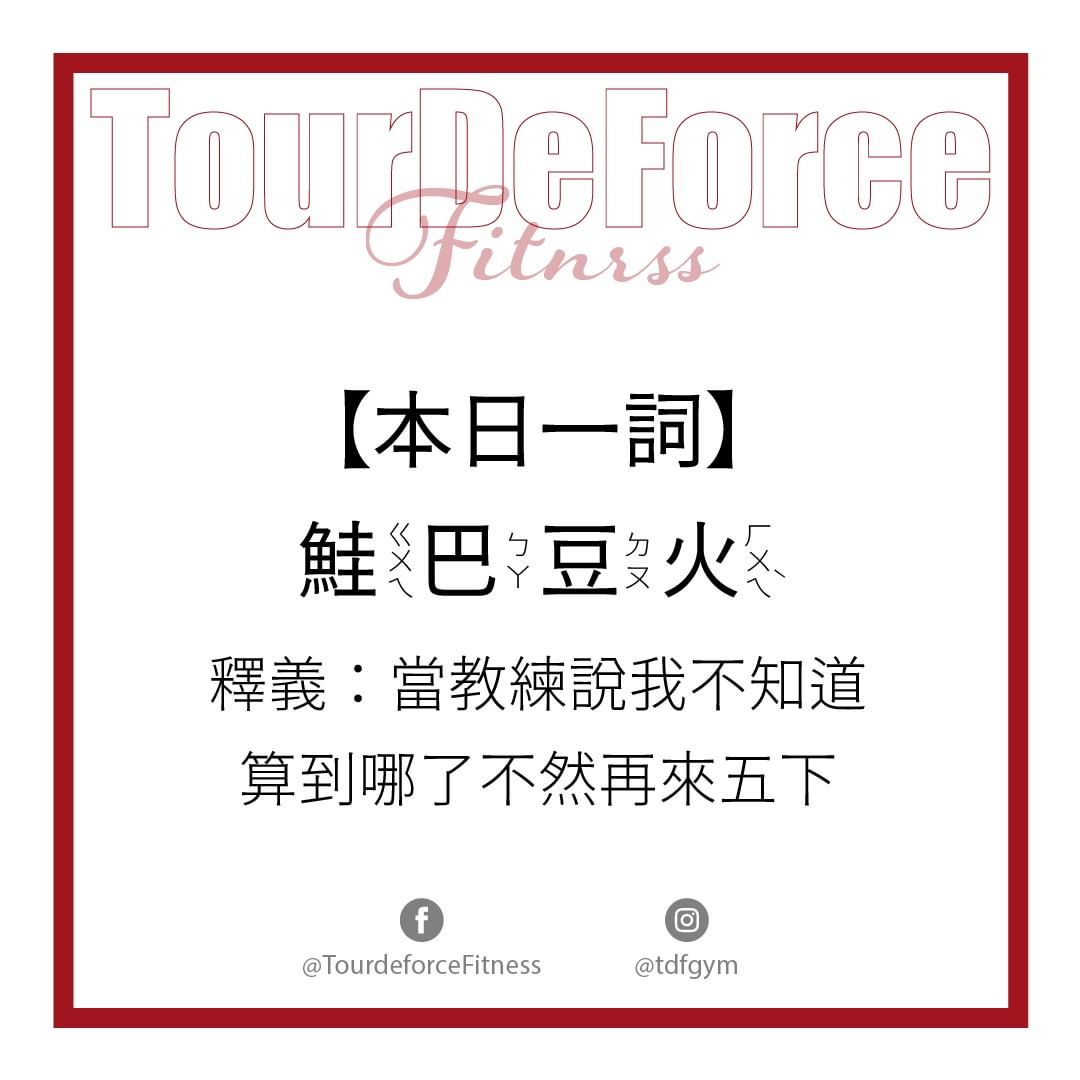 TourDeForce
Fitnrss
【本日一詞】
鮭ㄍㄨㄟ巴ㄅㄚ豆ㄉㄡ火ㄏㄨㄟˋ
釋義：當教練說我不知道
算到哪了不然再來五下
@TourdeforceFitness
@tdfgym